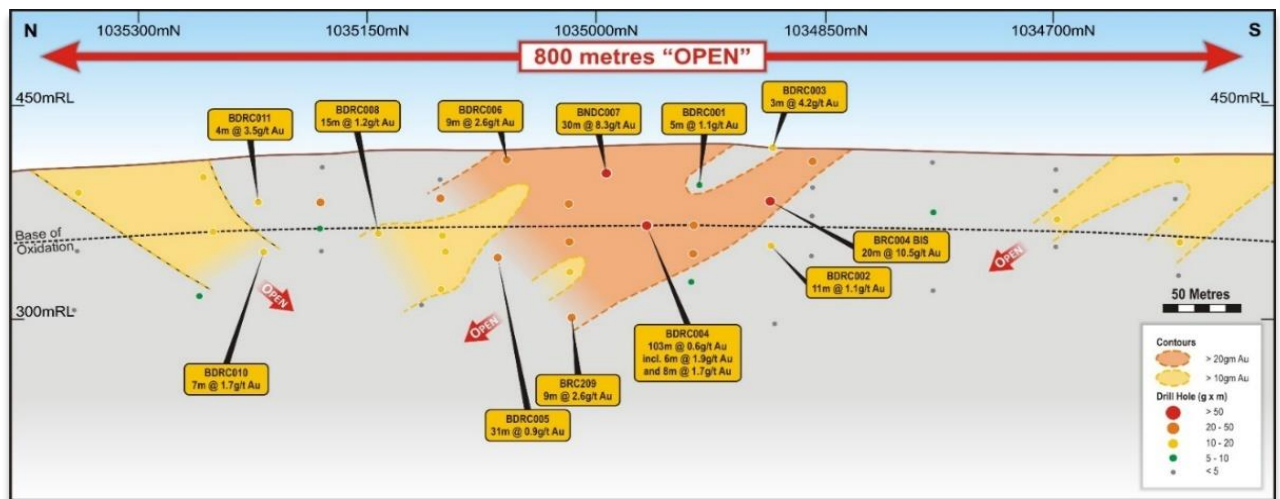 N
1035300mN
1035150mN
1035000mN
1034850mN
1034700mN
S
800 metres “OPEN”
450mRL
450mRL
BDRC011
4m @ 3.5g/t Au
BDRC008
15m @ 1.2g/t Au
BDRC006
9m @ 2.6g/t Au
BNDC007
30m @ 8.3g/t Au
BDRC001
5m @ 1.1g/t Au
BDRC003
3m @ 4.2g/t Au
Base of
Oxidation
BRC004 BIS
20m @ 10.5g/t Au
BDRC002
11m @ 1.1g/t Au
OPEN
OPEN
OPEN
300mRL
50 Metres
BDRC010
7m @ 1.7g/t Au
BDRC005
31m @ 0.9g/t Au
BRC209
9m @ 2.6g/t Au
BDRC004
103m @ 0.6g/t Au
incl. 6m @ 1.9g/t Au
and 8m @ 1.7g/t Au
Contours
> 20gm Au
> 10gm Au
Drill Hole (g x m)
> 50
20 - 50
10 - 20
5 - 10
< 5